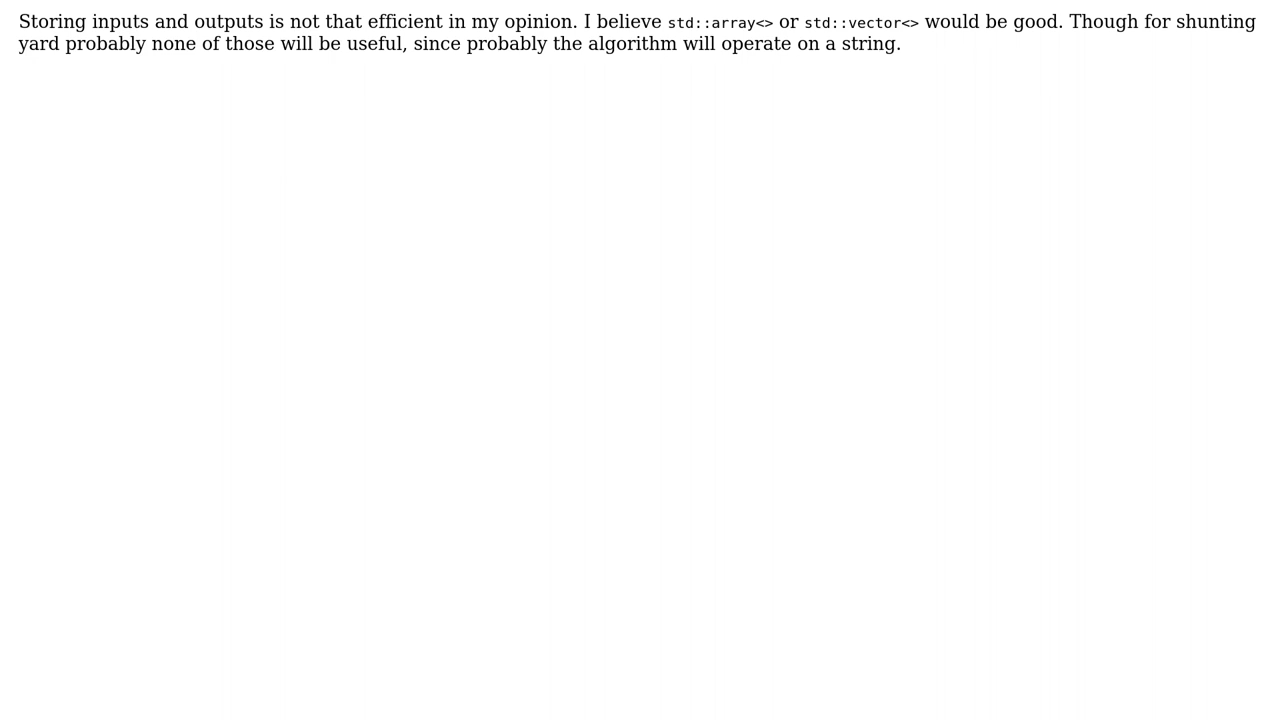 Storing inputs and outputs is not that efficient in my opinion. I believe std::array<> or std::vector<> would be good. Though for shunting
yard probably none of those will be useful, since probably the algorithm will operate on a string.